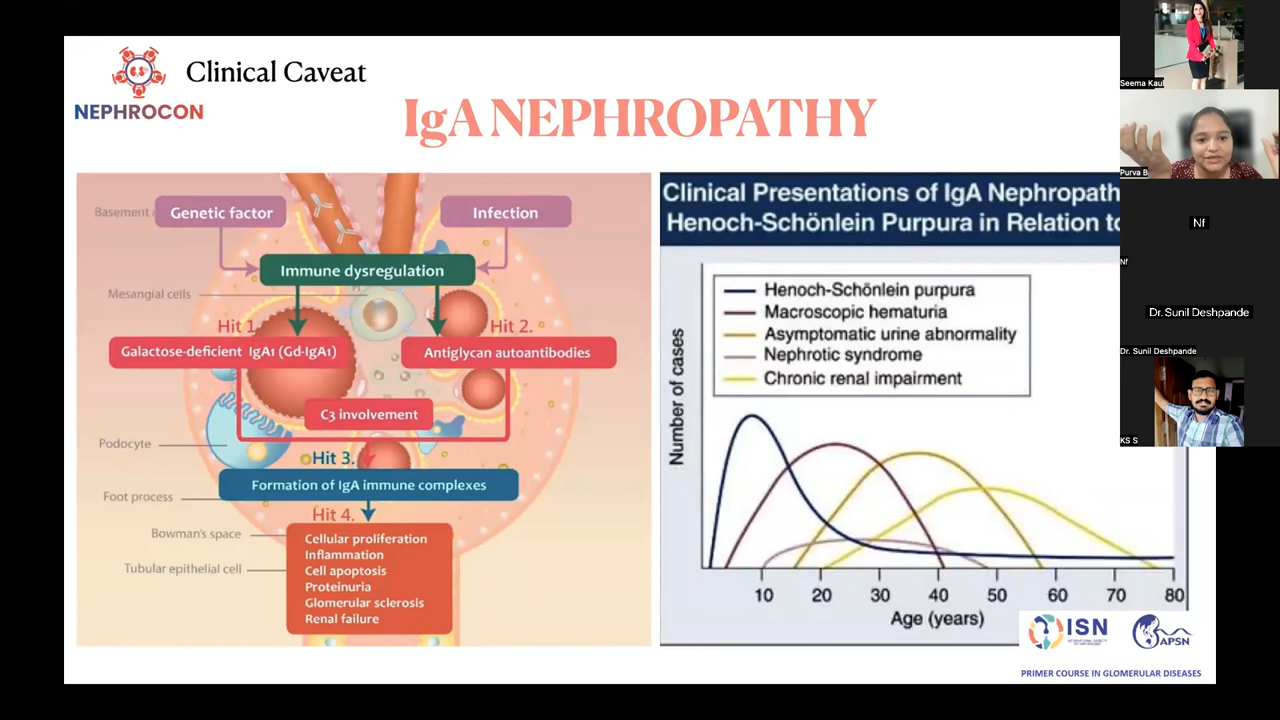 Clinical Caveat
NEPHROCON
IgA NEPHROPATHY
Basement
Genetic factor
Infection
Immune dysregulation
Mesangial cells
Hit 1
Hit 2.
Galactose-deficient IgA1 (Gd-IgA1)
Antiglycan autoantibodies
C3 involvement
Podocyte
Hit 3.
Formation of IgA immune complexes
Foot process
Hit 4.
Bowman's space
Tubular epithelial cell
Cellular proliferation
Inflammation
Cell apoptosis
Proteinuria
Glomerular sclerosis
Renal failure
Clinical Presentations of IgA Nephropath
Henoch-Schönlein Purpura in Relation to
Henoch-Schönlein purpura
Macroscopic hematuria
Asymptomatic urine abnormality
Nephrotic syndrome
Chronic renal impairment
Number of cases
10 20 30 40 50 60 70 80
Age (years)
ISN
INTERNATIONAL SOCIETY
OF NEPHROLOGY
APSN
PRIMER COURSE IN GLOMERULAR DISEASES
Seema Kaul
Purva B
Nf
Nf
Dr. Sunil Deshpande
Dr. Sunil Deshpande
KS S